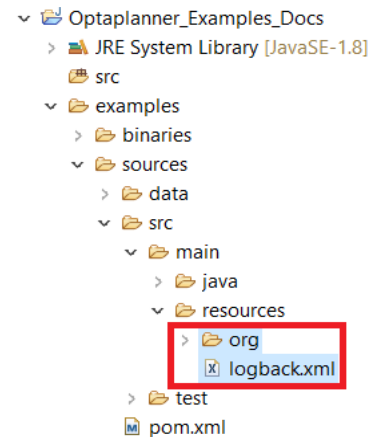 Optaplanner_Examples_Docs
JRE System Library [JavaSE-1.8]
src
examples
binaries
sources
data
src
main
java
resources
org
logback.xml
test
pom.xml